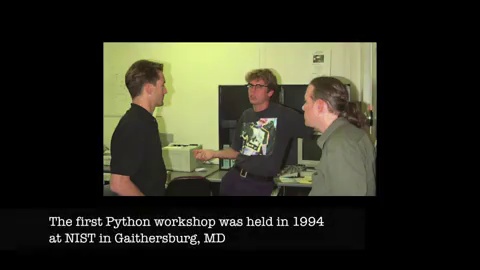 The first Python workshop was held in 1994
at NIST in Gaithersburg, MD